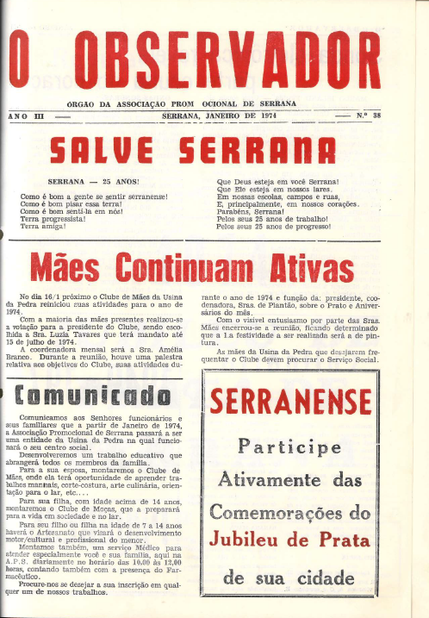 O OBSERVADOR
ORGÃO DA ASSOCIAÇÃO PROM OCIONAL DE SERRANA
ANO III — SERRANA, JANEIRO DE 1974 — N.º 38
SALVE SERRANA
SERRANA — 25 ANOS!
Como é bom a gente se sentir serranense!
Como é bom pisar essa terra!
Como é bom sentí-la em nós!
Terra progressista!
Terra amiga!
Que Deus esteja em você Serrana!
Que Ele esteja em nossos lares.
Em nossas escolas, campos e ruas,
E, principalmente, em nossos corações.
Parabéns, Serrana!
Pelos seus 25 anos de trabalho!
Pelos seus 25 anos de progresso!
Mães Continuam Ativas
No dia 16/1 próximo o Clube de Mães da Usina
da Pedra reiniciou suas atividades para o ano de
1974.
Com a maioria das mães presentes realizou-se
a votação para a presidente do Clube, sendo esco-
lhida a Sra. Luzia Tavares que terá mandato até
15 de julho de 1974.
A coordenadora mensal será a Sra. Amélia
Branco. Durante a reunião, houve uma palestra
relativa aos objetivos do Clube, suas atividades du-
rante o ano de 1974 e função da: presidente, coor-
denadora, Sras. de Plantão, sobre o Prato e Aniver-
sários do mês.
Com o visível entusiasmo por parte das Sras.
Mães encerrou-se a reunião, ficando determinado
que a 1.a festividade a ser realizada será a de pin-
tura.
As mães da Usina da Pedra que desejarem fre-
quentar o Clube devem procurar o Serviço Social.
Comunicado
Comunicamos aos Senhores funcionários e
seus familiares que a partir de Janeiro de 1974,
a Associação Promocional de Serrana passará a ser
uma entidade da Usina da Pedra na qual funcio-
nará o seu centro social.
Desenvolveremos um trabalho educativo que
abrangerá todos os membros da família.
Para a sua esposa, montaremos o Clube de
Mães, onde ela terá oportunidade de aprender tra-
balhos manuais, corte-costura, arte culinária, orien-
tação para o lar, etc....
Para sua filha, com idade acima de 14 anos,
montaremos o Clube de Moças, que a preparará
para a vida em sociedade e no lar.
Para seu filho ou filha na idade de 7 a 14 anos
haverá o Artezanato que virará o desenvolvimento
motor/cultural e profissional do menor.
Montamos também, um serviço Médico para
atender especialmente você e sua família, aqui na
A.P.S. diariamente no horário das 10,00 às 12,00
horas, contando também com a presença do Far-
macêutico.
Procure-nos se desejar a sua inscrição em qual-
quer um de nossos trabalhos.
SERRANENSE
Participe
Ativamente das
Comemorações do
Jubileu de Prata
de sua cidade